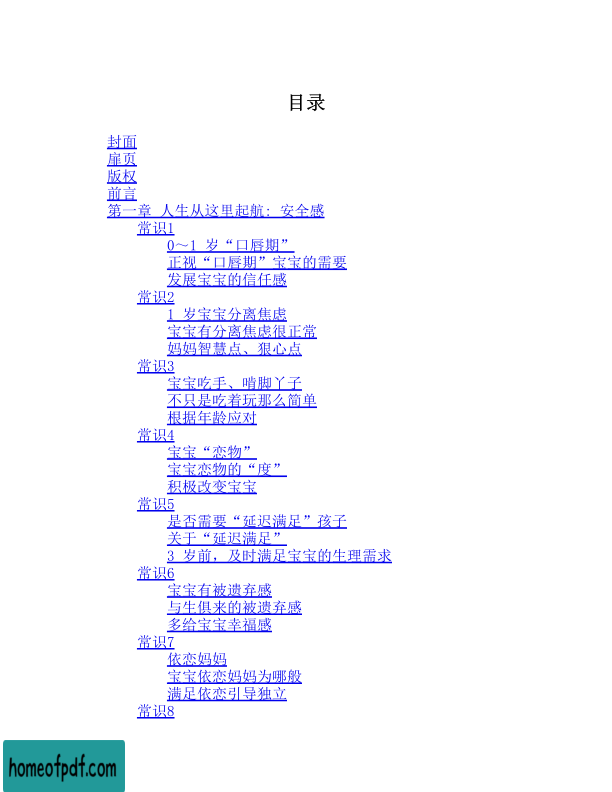 目录
封面
扉页
版权
前言
第一章 人生从这里起航: 安全感
常识1
0～1 岁“口唇期”
正视“口唇期”宝宝的需要
发展宝宝的信任感
常识2
1 岁宝宝分离焦虑
宝宝有分离焦虑很正常
妈妈智慧点、狠心点
常识3
宝宝吃手、啃脚丫子
不只是吃着玩那么简单
根据年龄应对
常识4
宝宝“恋物”
宝宝恋物的“度”
积极改变宝宝
常识5
是否需要“延迟满足”孩子
关于“延迟满足”
3 岁前，及时满足宝宝的生理需求
常识6
宝宝有被遗弃感
与生俱来的被遗弃感
多给宝宝幸福感
常识7
依恋妈妈
宝宝依恋妈妈为哪般
满足依恋引导独立
常识8
homeofpdf.com